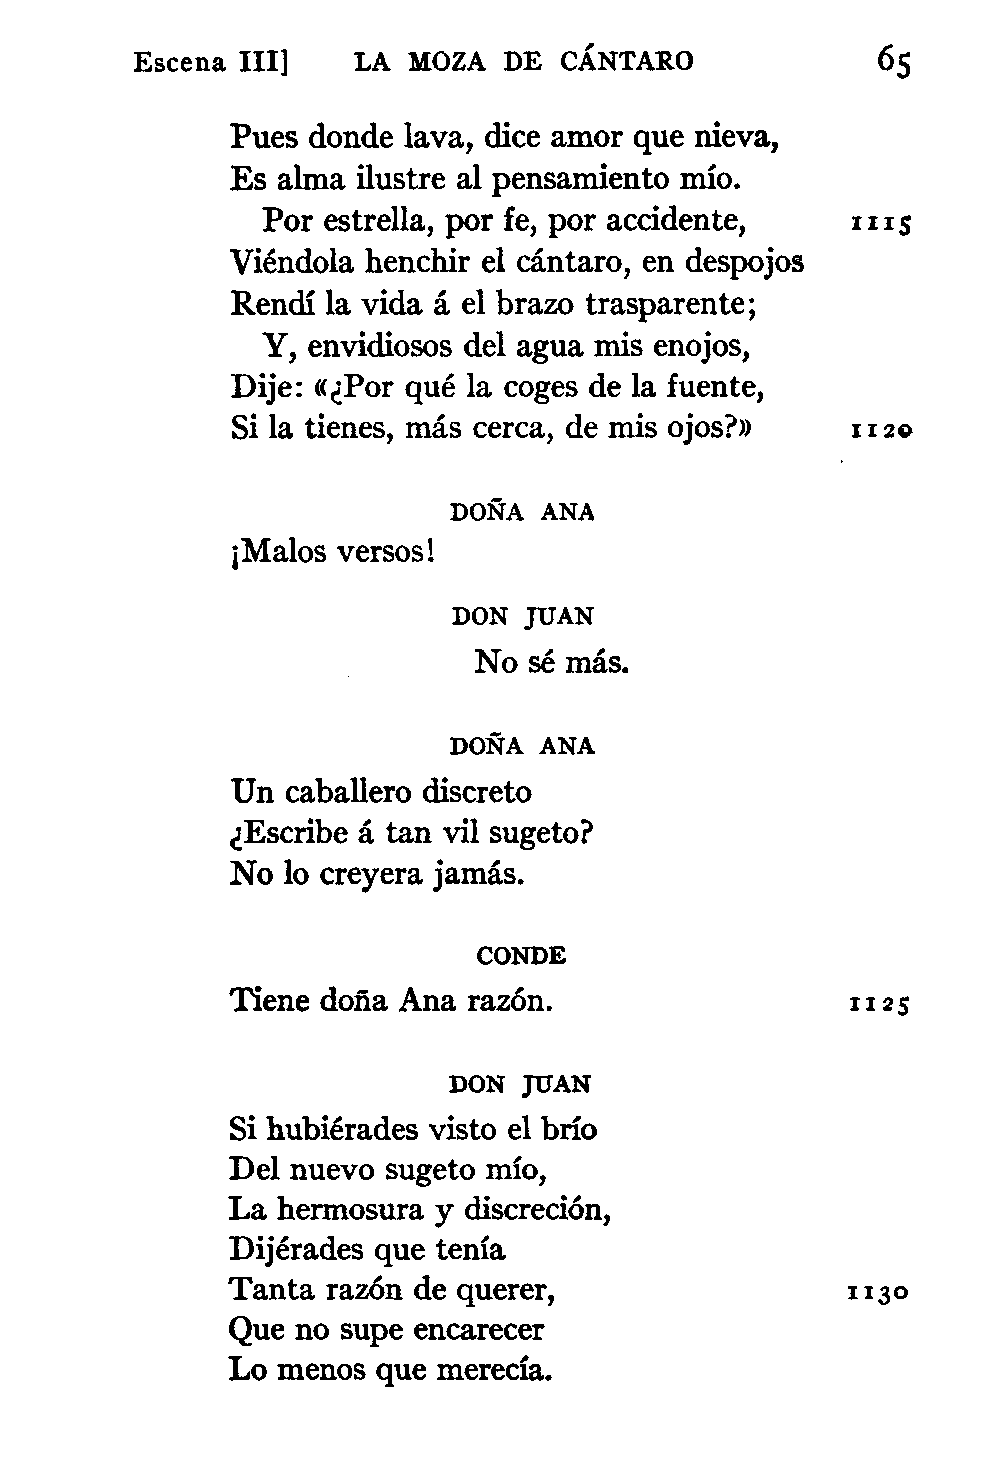 Escena III] LA MOZA DE CÁNTARO 65
Pues donde lava, dice amor que nieva,
Es alma ilustre al pensamiento mío.
Por estrella, por fe, por accidente, 1115
Viéndola henchir el cántaro, en despojos
Rendí la vida á el brazo trasparente;
Y, envidiosos del agua mis enojos,
Dije: «¿Por qué la coges de la fuente,
Si la tienes, más cerca, de mis ojos?» 1120
DOÑA ANA
¡Malos versos!
DON JUAN
No sé más.
DOÑA ANA
Un caballero discreto
¿Escribe á tan vil sugeto?
No lo creyera jamás.
CONDE
Tiene doña Ana razón. 1125
DON JUAN
Si hubiérades visto el brío
Del nuevo sugeto mío,
La hermosura y discreción,
Dijérades que tenía
Tanta razón de querer, 1130
Que no supe encarecer
Lo menos que merecía.